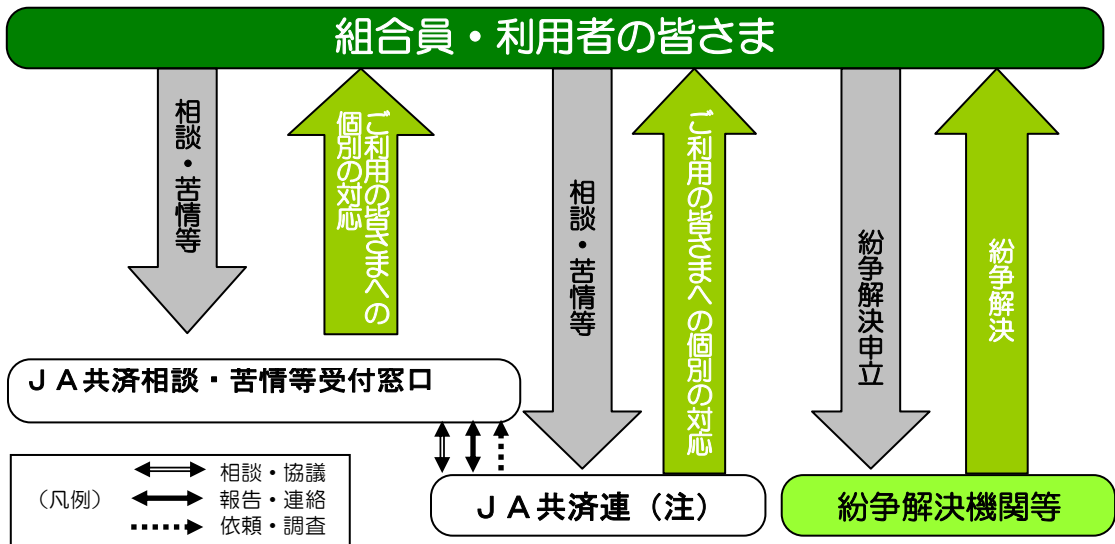 組合員・利用者の皆さま
相談・苦情等
ご利用の皆さまへの
個別の対応
相談・苦情等
ご利用の皆さまへの個別の対応
紛争解決申立
紛争解決
ＪＡ共済相談・苦情等受付窓口
（凡例）
相談・協議
報告・連絡
依頼・調査
ＪＡ共済連（注）
紛争解決機関等